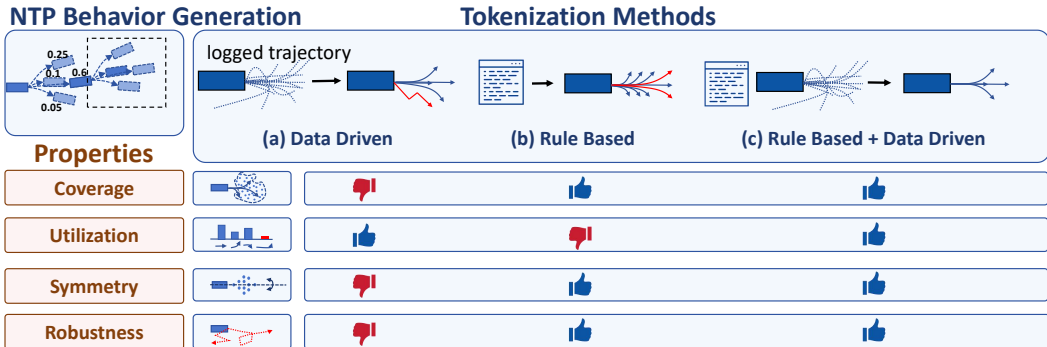 NTP Behavior Generation
Tokenization Methods
0.25
0.1
0.6
0.05
logged trajectory
(a) Data Driven
(b) Rule Based
(c) Rule Based + Data Driven
Properties
Coverage
Utilization
Symmetry
Robustness